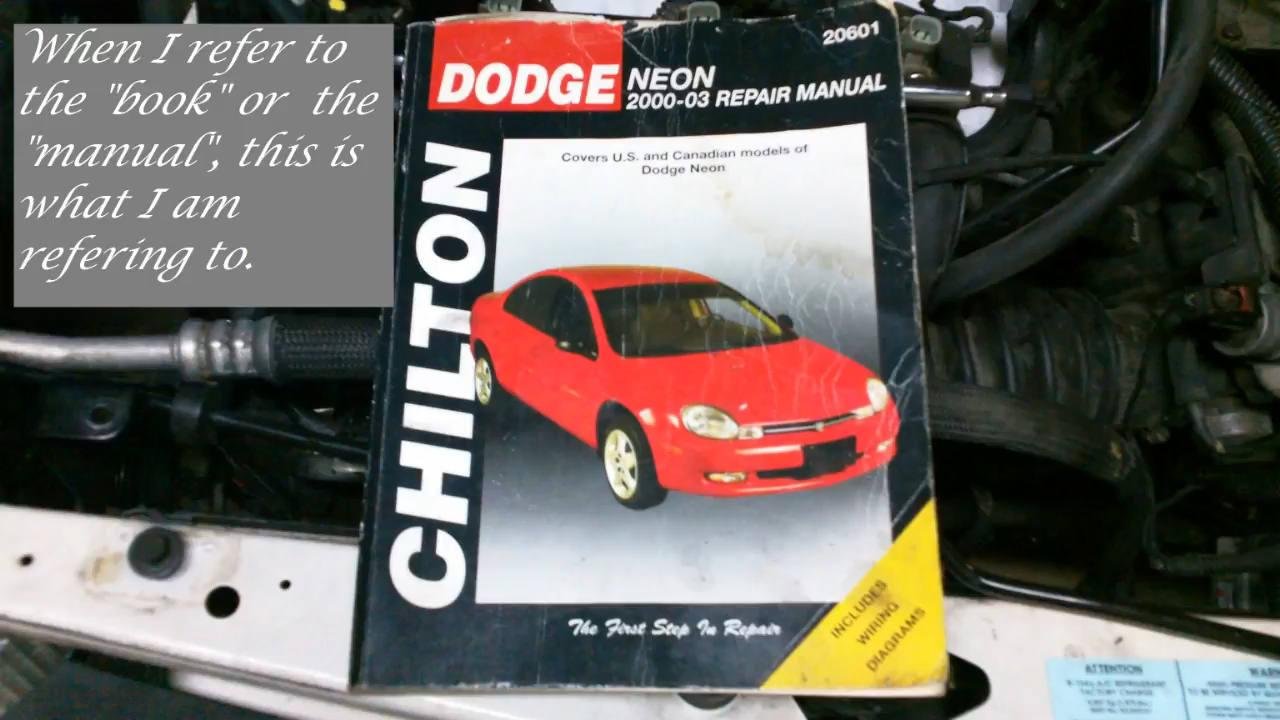 When I refer to
the "book" or the
"manual", this is
what I am
refering to.
20601
DODGE NEON
2000-03 REPAIR MANUAL
Covers U.S. and Canadian models of
Dodge Neon
CHILTON
The First Step In Repair
INCLUDES
WIRING
DIAGRAMS
ATTENTION
FACTORY CHARGE